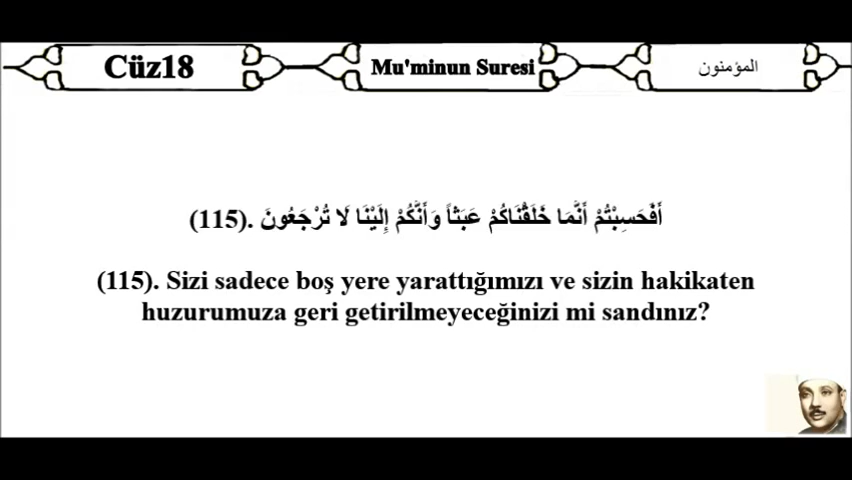 Cüz18
Mu'minun Suresi
المؤمنون
أَفَحَسِبْتُمْ أَنَّمَا خَلَقْنَاكُمْ عَبَثاً وَأَنَّكُمْ إِلَيْنَا لَا تُرْجَعُونَ .(115)
(115). Sizi sadece boş yere yarattığımızı ve sizin hakikaten
huzurumuza geri getirilmeyeceğinizi mi sandınız?